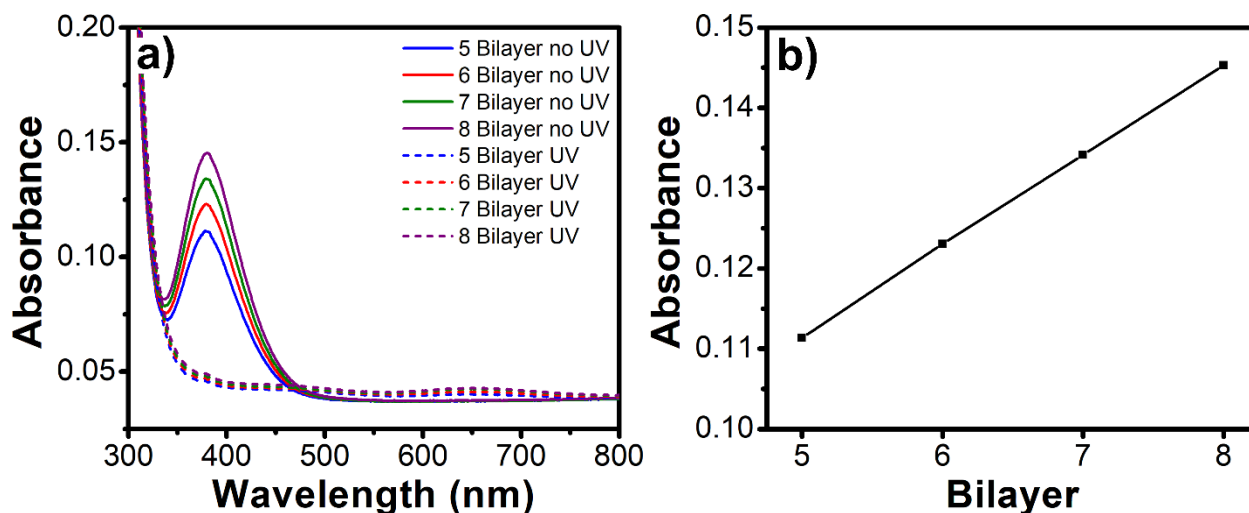 a)
5 Bilayer no UV
6 Bilayer no UV
7 Bilayer no UV
8 Bilayer no UV
5 Bilayer UV
6 Bilayer UV
7 Bilayer UV
8 Bilayer UV
0.20
0.15
0.10
0.05
Absorbance
300 400 500 600 700 800
Wavelength (nm)
b)
0.15
0.14
0.13
0.12
0.11
0.10
Absorbance
5 6 7 8
Bilayer